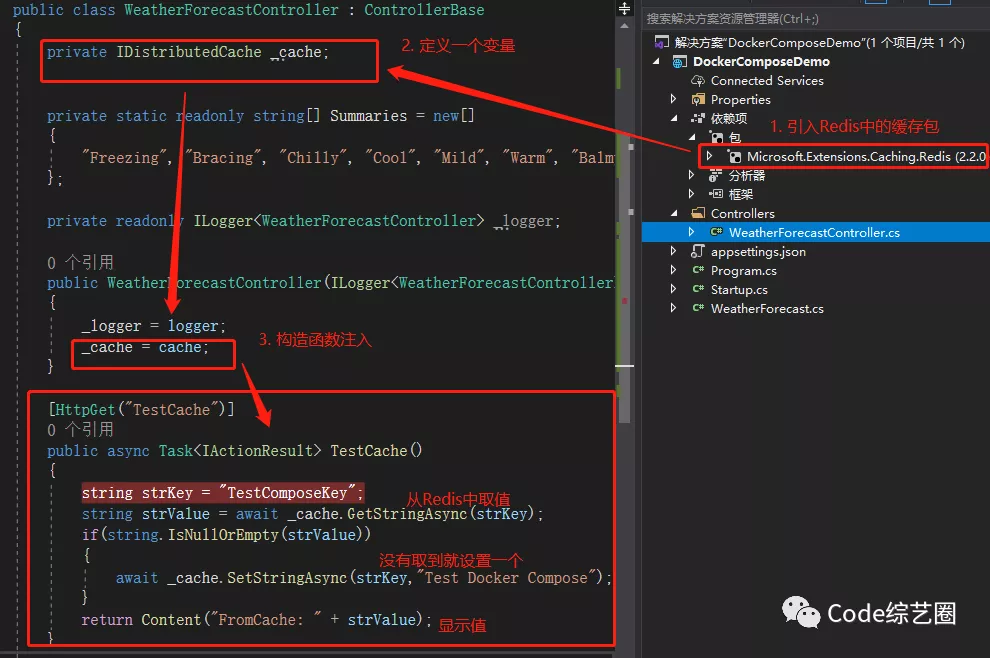 public class WeatherForecastController : ControllerBase
{
private IDistributedCache _cache;
2. 定义一个变量
private static readonly string[] Summaries = new[]
{
"Freezing", "Bracing", "Chilly", "Cool", "Mild", "Warm", "Balm
};
private readonly ILogger<WeatherForecastController> _logger;
0 个引用
public WeatherForecastController(ILogger<WeatherForecastController
{
_logger = logger;
_cache = cache;
3. 构造函数注入
}
[HttpGet("TestCache")]
0 个引用
public async Task<IActionResult> TestCache()
{
string strKey = "TestComposeKey";
从Redis中取值
string strValue = await _cache.GetStringAsync(strKey);
if(string.IsNullOrEmpty(strValue))
{
没有取到就设置一个
await _cache.SetStringAsync(strKey,"Test Docker Compose");
}
return Content("FromCache: " + strValue);
显示值
}
搜索解决方案资源管理器(Ctrl+;)
解决方案"DockerComposeDemo"(1 个项目/共 1 个)
DockerComposeDemo
Connected Services
Properties
依赖项
1. 引入Redis中的缓存包
包
Microsoft.Extensions.Caching.Redis (2.2.0
分析器
框架
Controllers
WeatherForecastController.cs
appsettings.json
Program.cs
Startup.cs
WeatherForecast.cs
Code综艺圈